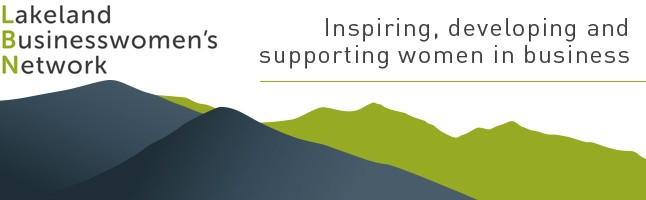 Lakeland
Businesswomen's
Network
Inspiring, developing and
supporting women in business